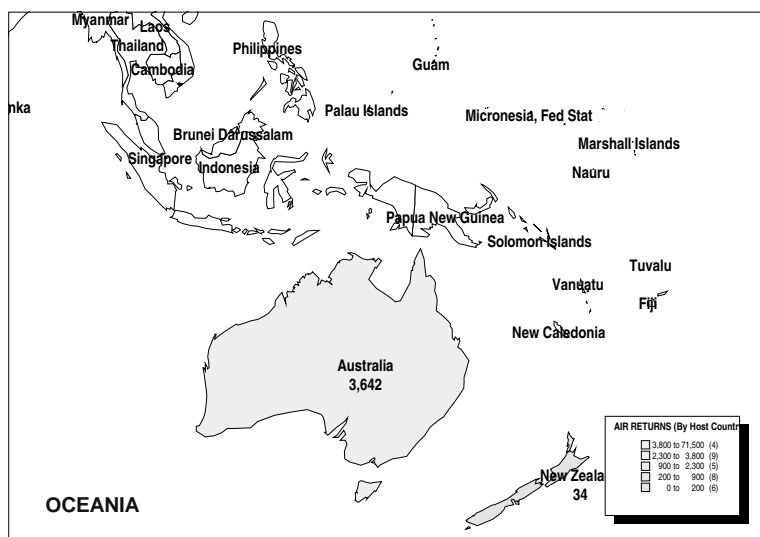 Myanmar
Laos
Thailand
Cambodia
Philippines
Guam
nka
Palau Islands
Micronesia, Fed Stat
Brunei Darussalam
Marshall Islands
Singapore
Indonesia
Nauru
Papua New Guinea
Solomon Islands
Tuvalu
Vanuatu
Fiji
New Caledonia
Australia
3,642
AIR RETURNS (By Host Countr
3,800 to 71,500 (4)
2,300 to 3,800 (9)
900 to 2,300 (5)
200 to 900 (8)
0 to 200 (6)
New Zeala
34
OCEANIA